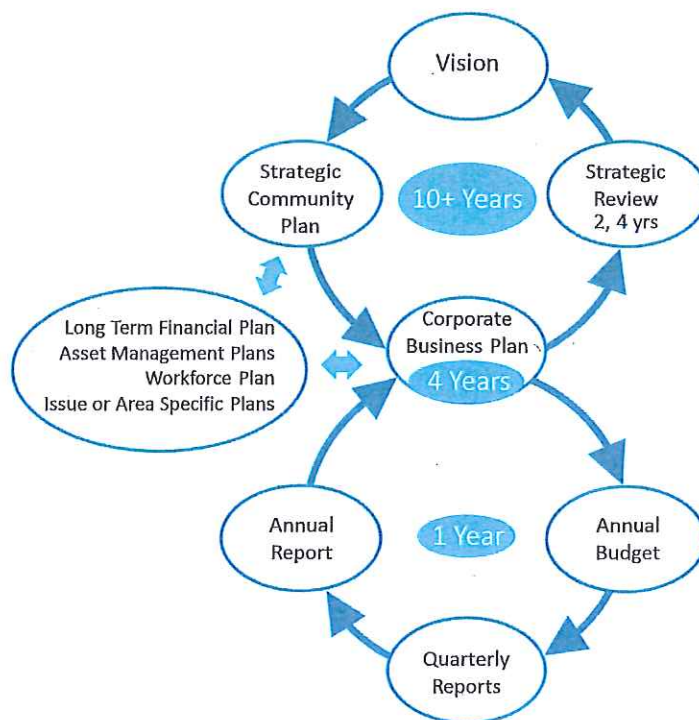 Vision
Strategic
Community
Plan
10+ Years
Strategic
Review
2, 4 yrs
Long Term Financial Plan
Asset Management Plans
Workforce Plan
Issue or Area Specific Plans
Corporate
Business Plan
4 Years
Annual
Report
1 Year
Annual
Budget
Quarterly
Reports